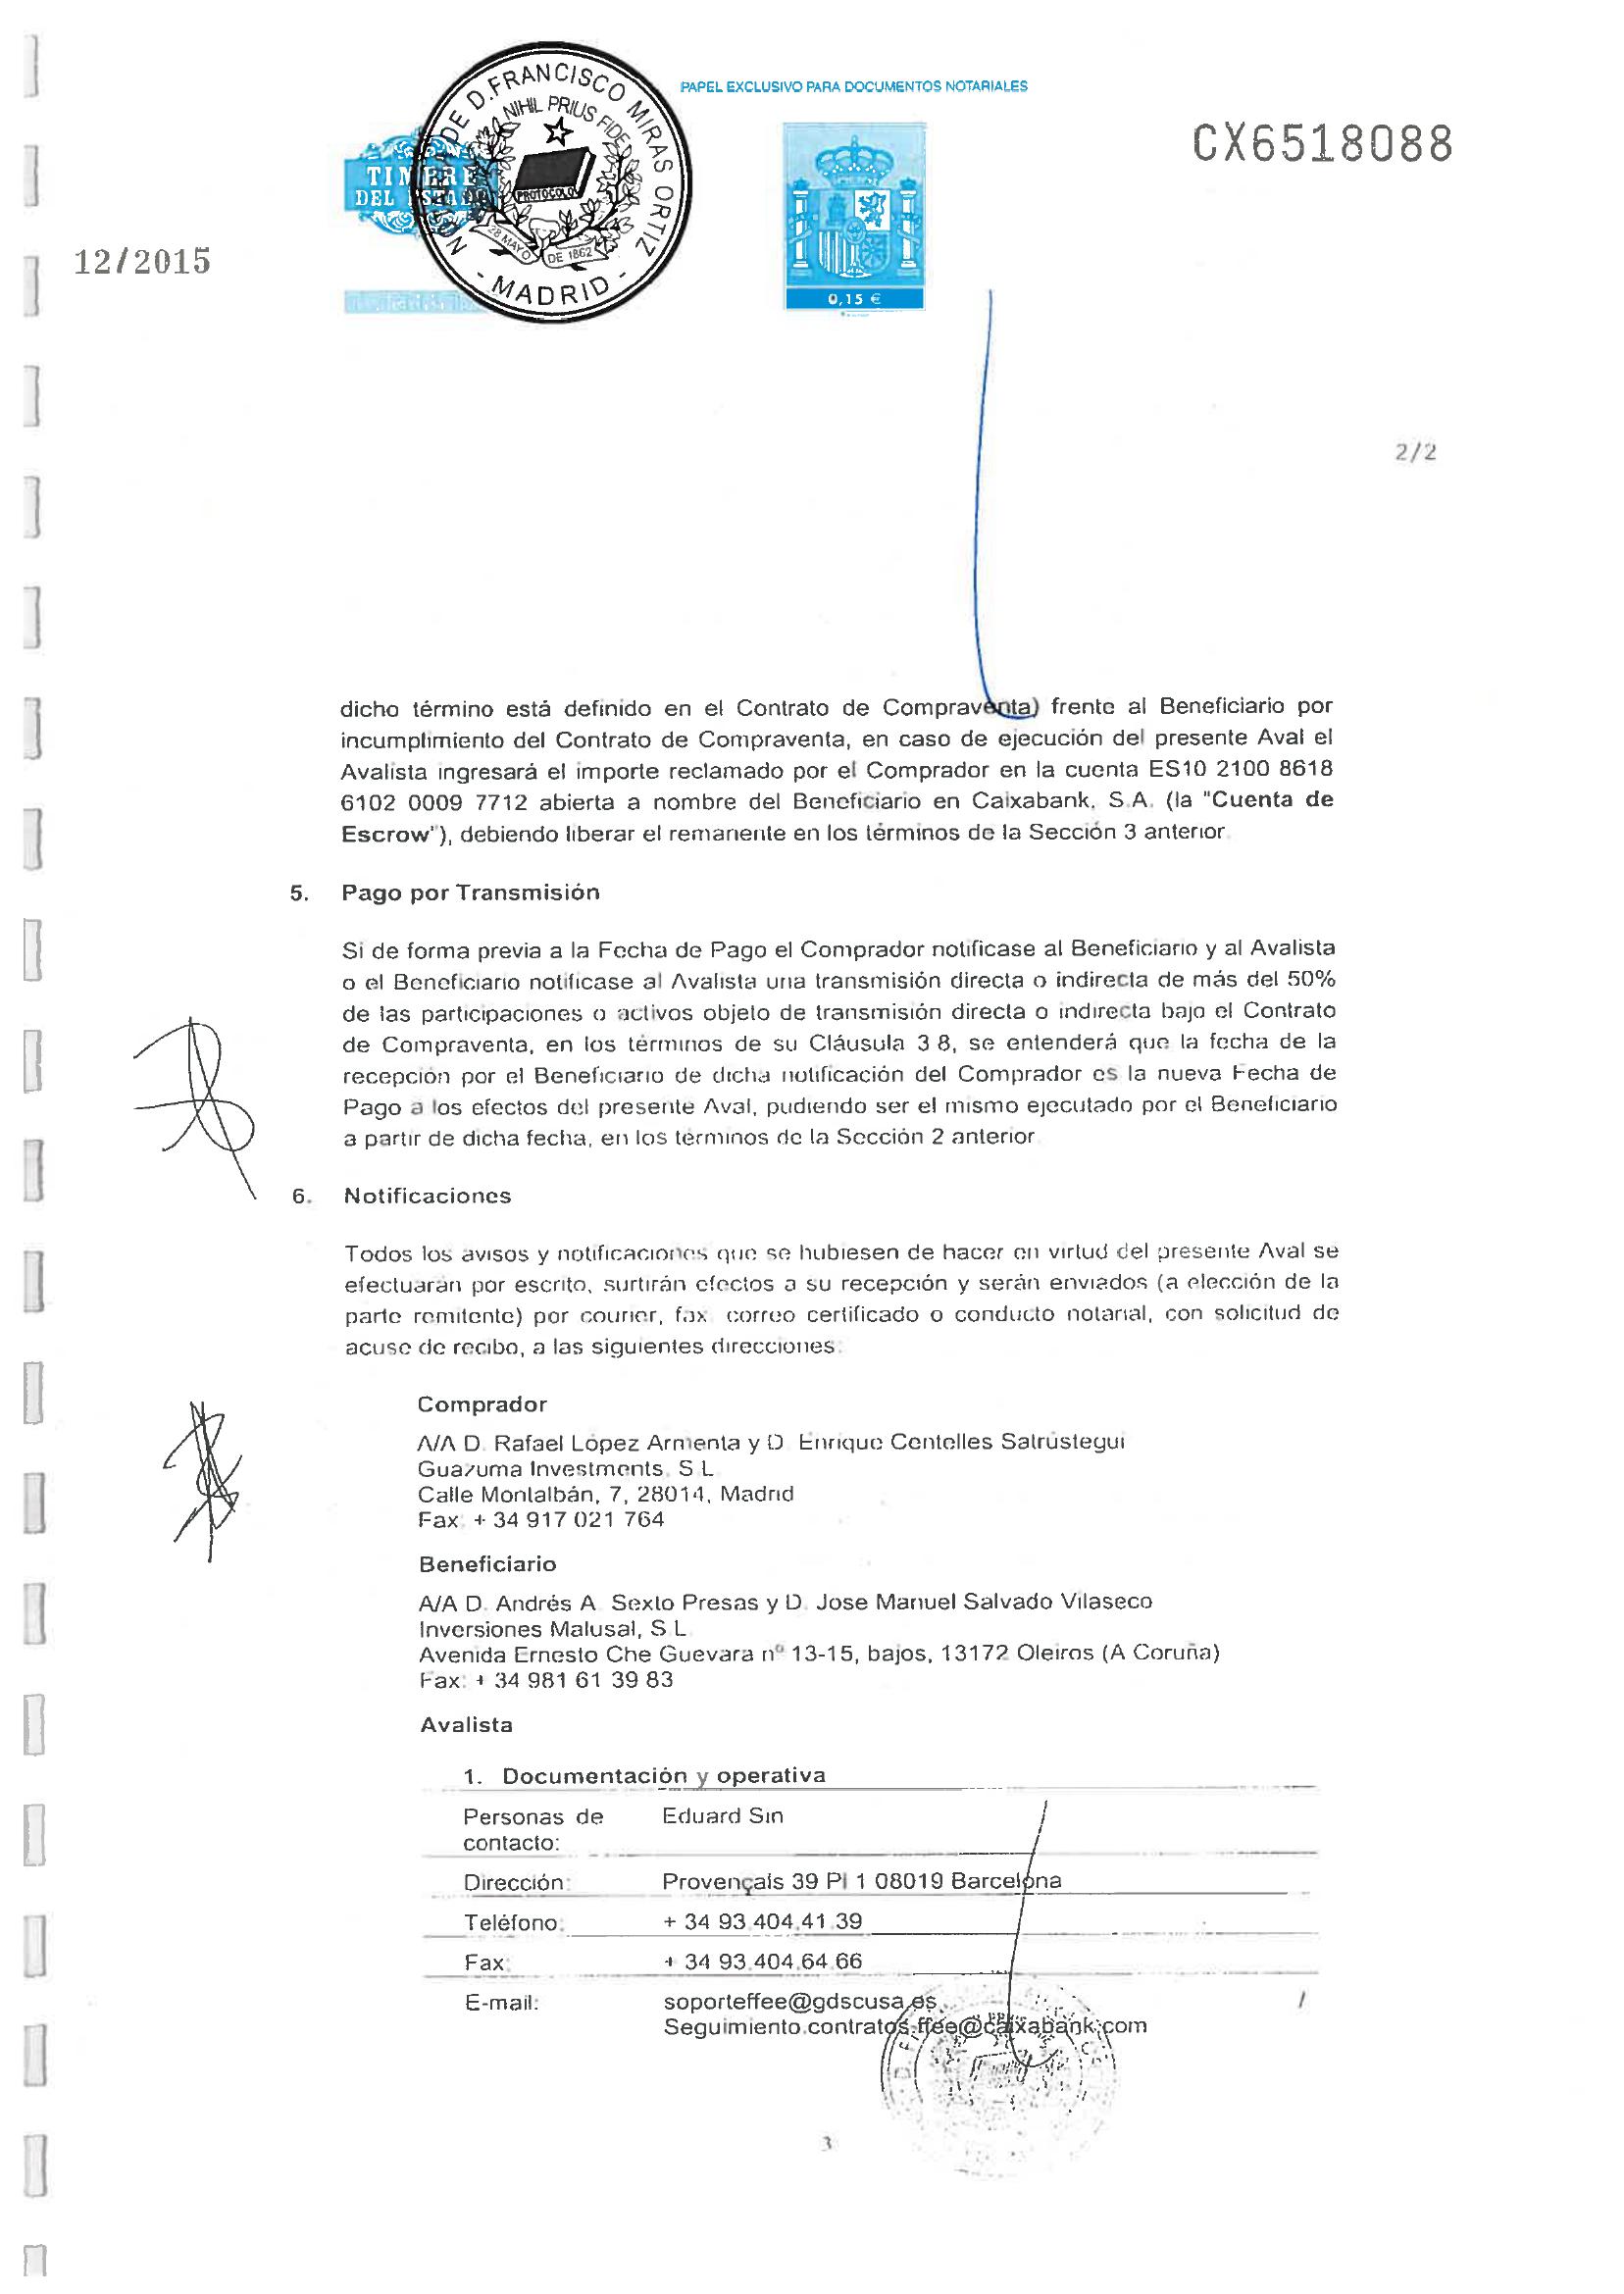 PAPEL EXCLUSIVO PARA DOCUMENTOS NOTARIALES
NOTARIA DE D. FRANCISCO MIRAS ORTIZ
NIHIL PRIUS FIDE
PROTOCOLO
28 MAYO DE 1862
- MADRID -
TIMBRE
DEL ESTADO
0,15 €
CX6518088
12/2015
2/2
dicho término está definido en el Contrato de Compraventa) frente al Beneficiario por
incumplimiento del Contrato de Compraventa, en caso de ejecución del presente Aval el
Avalista ingresará el importe reclamado por el Comprador en la cuenta ES10 2100 8618
6102 0009 7712 abierta a nombre del Beneficiario en Caixabank, S.A. (la "Cuenta de
Escrow"), debiendo liberar el remanente en los términos de la Sección 3 anterior.
5. Pago por Transmisión
Si de forma previa a la Fecha de Pago el Comprador notificase al Beneficiario y al Avalista
o el Beneficiario notificase al Avalista una transmisión directa o indirecta de más del 50%
de las participaciones o activos objeto de transmisión directa o indirecta bajo el Contrato
de Compraventa, en los términos de su Cláusula 3.8, se entenderá que la fecha de la
recepción por el Beneficiario de dicha notificación del Comprador es la nueva Fecha de
Pago a los efectos del presente Aval, pudiendo ser el mismo ejecutado por el Beneficiario
a partir de dicha fecha, en los términos de la Sección 2 anterior.
6. Notificaciones
Todos los avisos y notificaciones que se hubiesen de hacer en virtud del presente Aval se
efectuarán por escrito, surtirán efectos a su recepción y serán enviados (a elección de la
parte remitente) por courier, fax, correo certificado o conducto notarial, con solicitud de
acuse de recibo, a las siguientes direcciones:
Comprador
A/A D. Rafael López Armenta y D. Enrique Centelles Satrústegui
Guazuma Investments, S.L.
Calle Montalbán, 7, 28014, Madrid
Fax: + 34 917 021 764
Beneficiario
A/A D. Andrés A. Sexto Presas y D. Jose Manuel Salvado Vilaseco
Inversiones Malusal, S.L.
Avenida Ernesto Che Guevara nº 13-15, bajos, 13172 Oleiros (A Coruña)
Fax: + 34 981 61 39 83
Avalista
1. Documentación y operativa
Personas de contacto: Eduard Sin
Dirección: Provençals 39 Pl 1 08019 Barcelona
Teléfono: + 34 93.404.41.39
Fax: + 34 93.404.64.66
E-mail: soporteffee@gdscusa.es
Seguimiento.contratos.ffee@caixabank.com
3